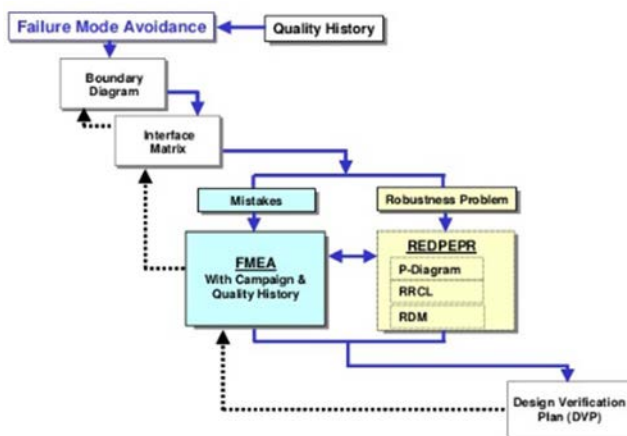 Failure Mode Avoidance
Quality History
Boundary
Diagram
Interface
Matrix
Mistakes
Robustness Problem
FMEA
With Campaign &
Quality History
REDPEPR
P-Diagram
RRCL
RDM
Design Verification
Plan (DVP)